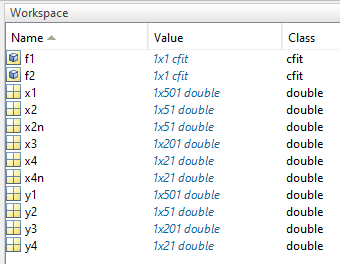 Workspace
Name Value Class
f1 1x1 cfit cfit
f2 1x1 cfit cfit
x1 1x501 double double
x2 1x51 double double
x2n 1x51 double double
x3 1x201 double double
x4 1x21 double double
x4n 1x21 double double
y1 1x501 double double
y2 1x51 double double
y3 1x201 double double
y4 1x21 double double